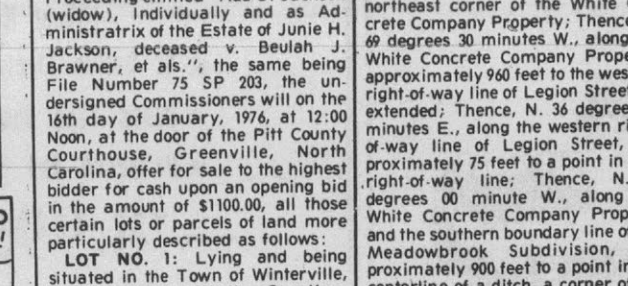 (widow), Individually and as Ad-
ministratrix of the Estate of Junie H.
Jackson, deceased v. Beulah J.
Brawner, et als.", the same being
File Number 75 SP 203, the un-
dersigned Commissioners will on the
16th day of January, 1976, at 12:00
Noon, at the door of the Pitt County
Courthouse, Greenville, North
Carolina, offer for sale to the highest
bidder for cash upon an opening bid
in the amount of $1100.00, all those
certain lots or parcels of land more
particularly described as follows:
LOT NO. 1: Lying and being
situated in the Town of Winterville,
northeast corner of the White
crete Company Property; Thence
69 degrees 30 minutes W., along
White Concrete Company Prope
approximately 960 feet to the wes
right-of-way line of Legion Street
extended; Thence, N. 36 degree
minutes E., along the western ri
of-way line of Legion Street,
proximately 75 feet to a point in
right-of-way line; Thence, N.
degrees 00 minute W., along
White Concrete Company Prop
and the southern boundary line o
Meadowbrook Subdivision,
proximately 900 feet to a point in
centerline of a ditch, a corner of